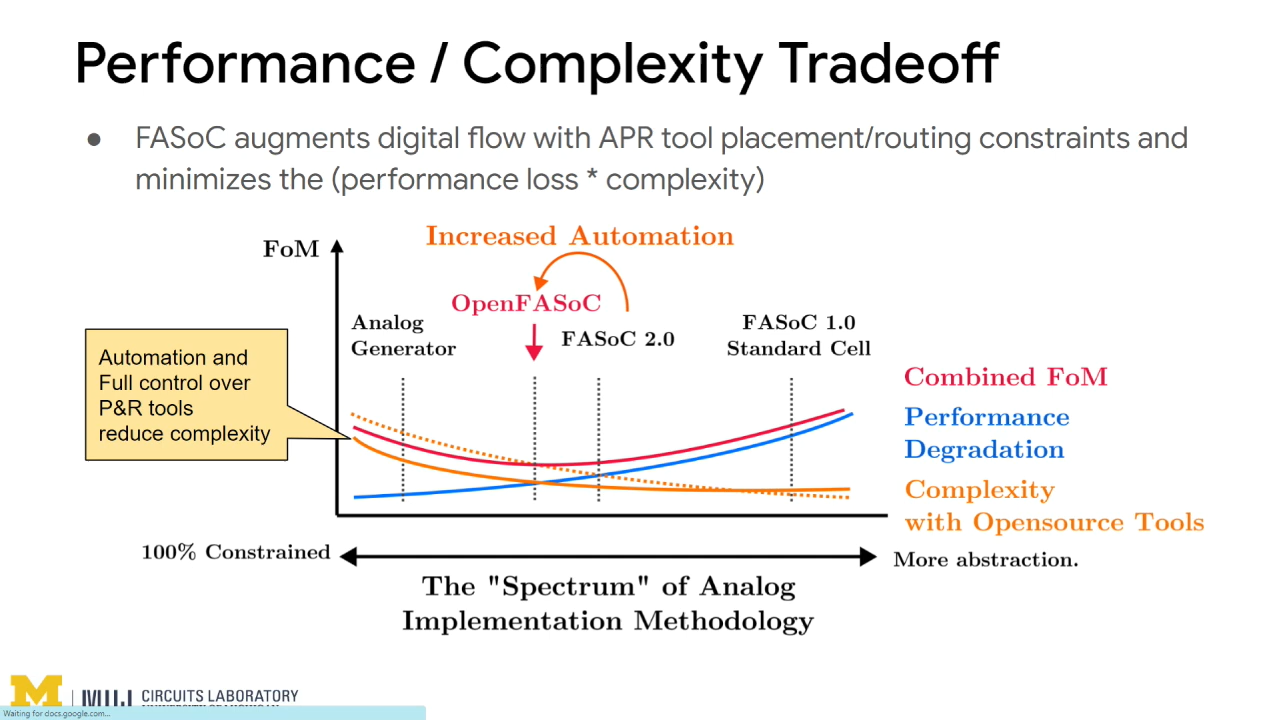 Performance / Complexity Tradeoff
● FASoC augments digital flow with APR tool placement/routing constraints and
minimizes the (performance loss * complexity)
Increased Automation
FoM
OpenFASoC
Analog
Generator
FASoC 2.0
FASoC 1.0
Standard Cell
Automation and
Full control over
P&R tools
reduce complexity
Combined FoM
Performance
Degradation
Complexity
with Opensource Tools
100% Constrained
More abstraction.
The "Spectrum" of Analog
Implementation Methodology
M
CIRCUITS LABORATORY
Waiting for docs.google.com...